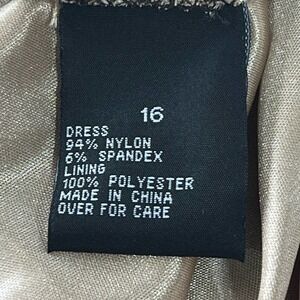 16
DRESS
94% NYLON
6% SPANDEX
LINING
100% POLYESTER
MADE IN CHINA
OVER FOR CARE